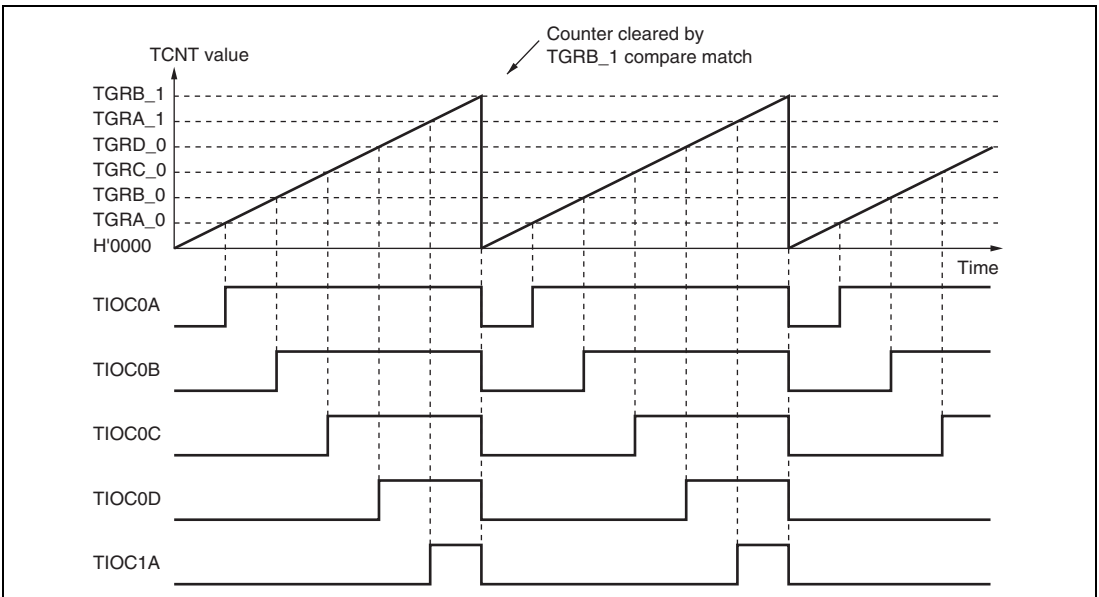 Counter cleared by
TGRB_1 compare match
TCNT value
TGRB_1
TGRA_1
TGRD_0
TGRC_0
TGRB_0
TGRA_0
H'0000
Time
TIOC0A
TIOC0B
TIOC0C
TIOC0D
TIOC1A